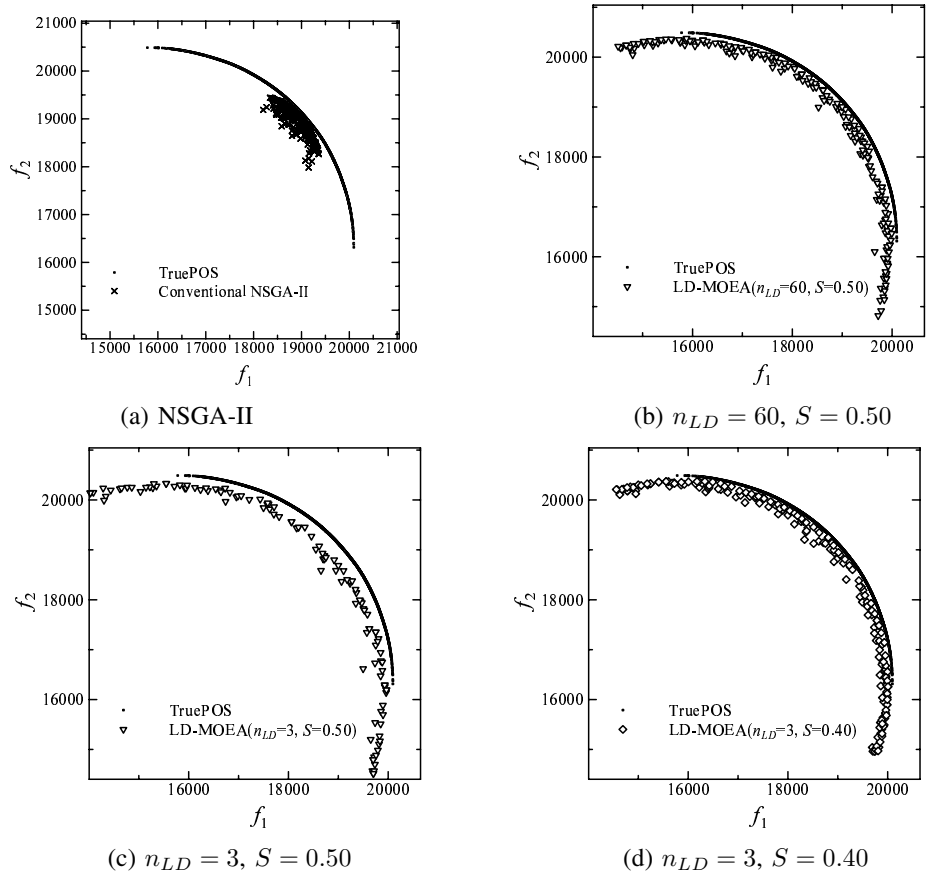 21000
20000
19000
18000
17000
16000
15000
f2
TruePOS
Conventional NSGA-II
15000 16000 17000 18000 19000 20000 21000
f1
(a) NSGA-II
20000
18000
16000
f2
TruePOS
LD-MOEA(nLD=60, S=0.50)
16000 18000 20000
f1
(b) nLD = 60, S = 0.50
20000
18000
16000
f2
TruePOS
LD-MOEA(nLD=3, S=0.50)
16000 18000 20000
f1
(c) nLD = 3, S = 0.50
20000
18000
16000
f2
TruePOS
LD-MOEA(nLD=3, S=0.40)
16000 18000 20000
f1
(d) nLD = 3, S = 0.40